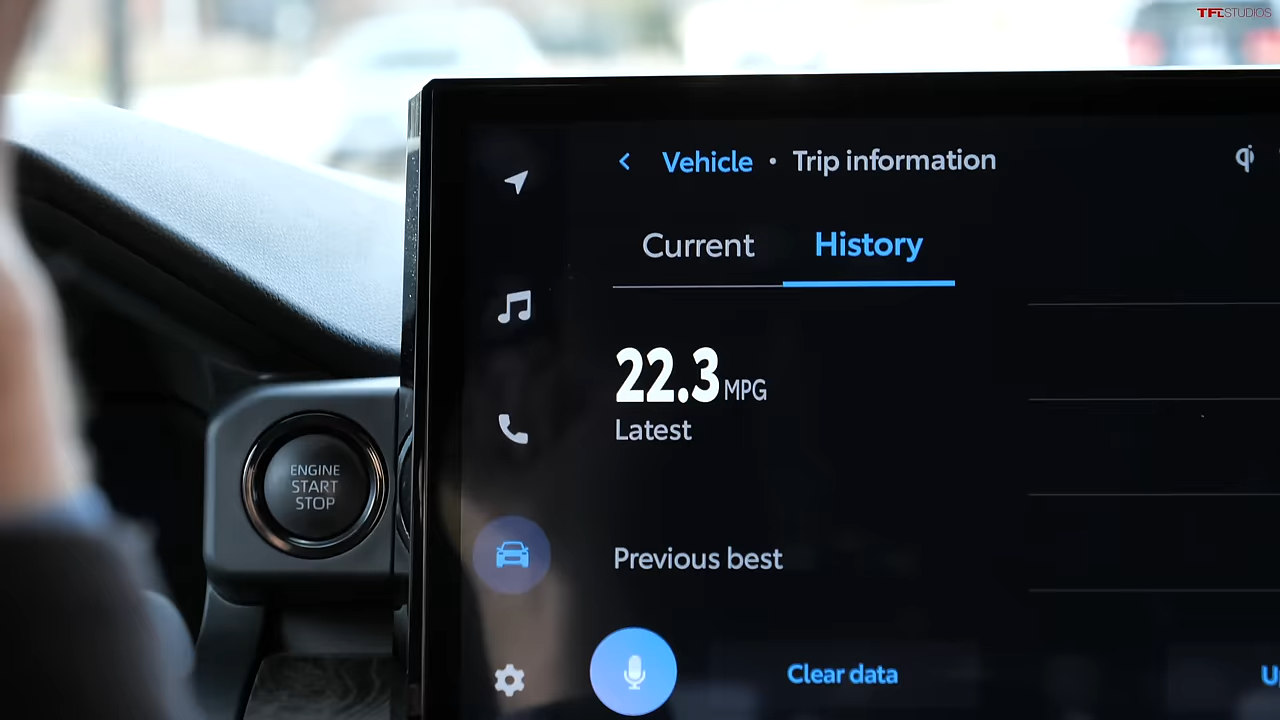 TFLSTUDIOS
Vehicle • Trip information
Current History
22.3 MPG
Latest
ENGINE
START
STOP
Previous best
Clear data